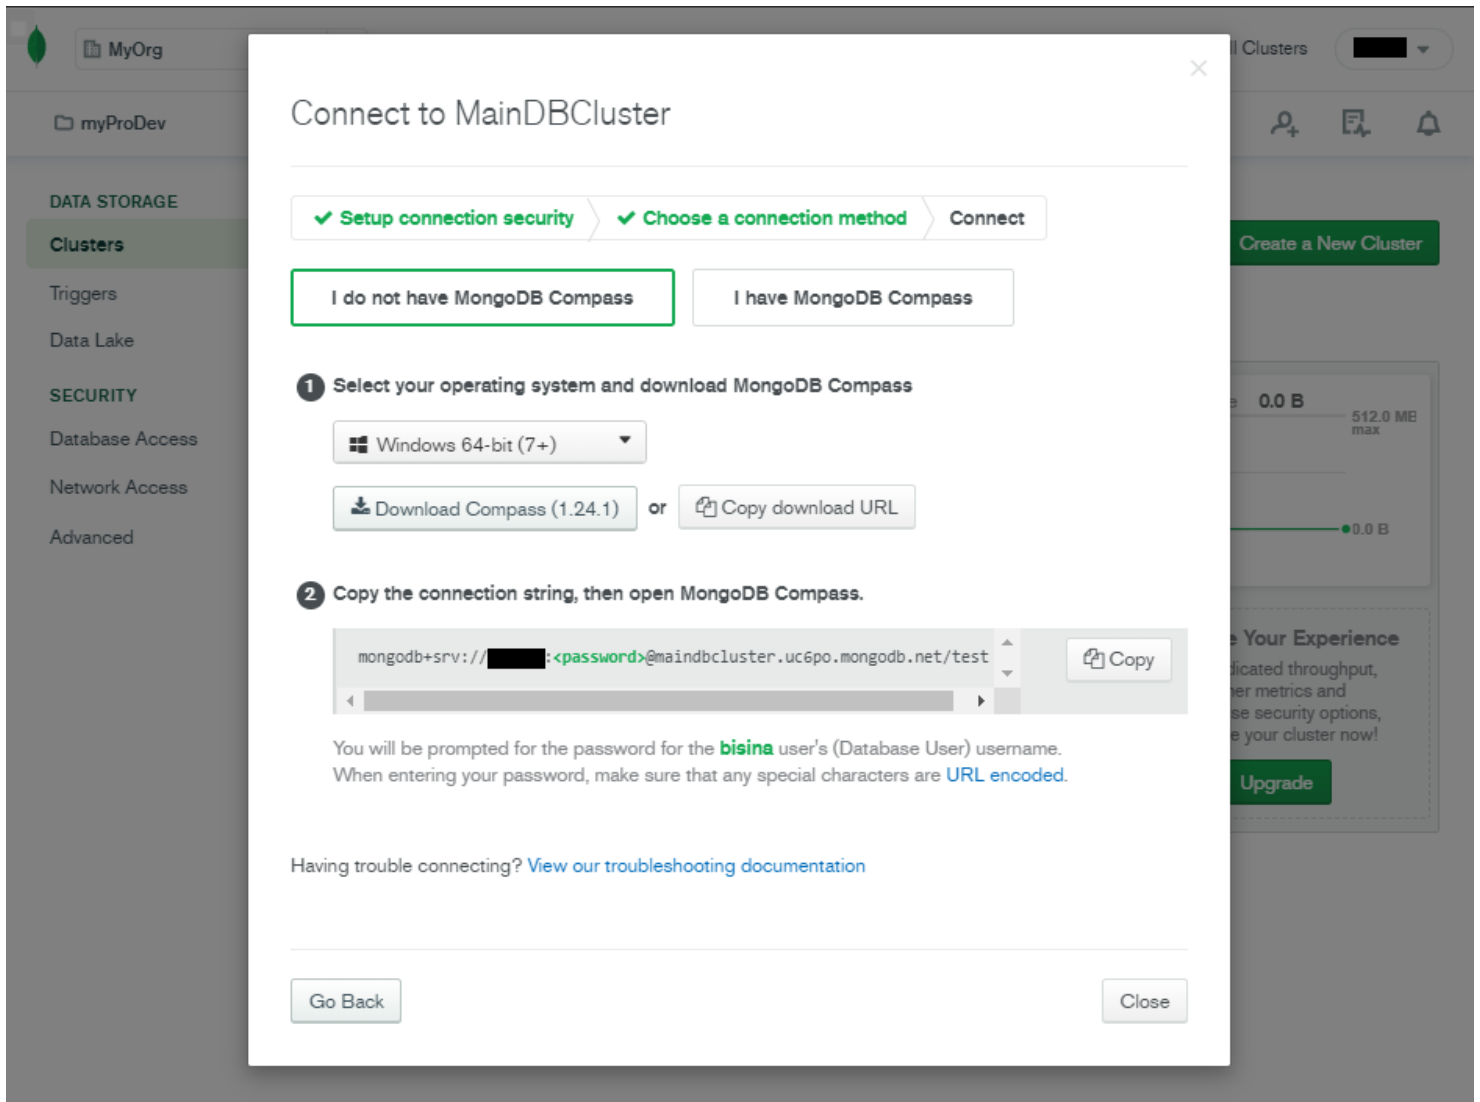 MyOrg
ll Clusters
myProDev
DATA STORAGE
Clusters
Triggers
Data Lake
SECURITY
Database Access
Network Access
Advanced
Connect to MainDBCluster
Setup connection security
Choose a connection method
Connect
I do not have MongoDB Compass
I have MongoDB Compass
1 Select your operating system and download MongoDB Compass
Windows 64-bit (7+)
Download Compass (1.24.1) or Copy download URL
2 Copy the connection string, then open MongoDB Compass.
mongodb+srv:// :<password>@maindbcluster.uc6po.mongodb.net/test
Copy
You will be prompted for the password for the bisina user's (Database User) username.
When entering your password, make sure that any special characters are URL encoded.
Having trouble connecting? View our troubleshooting documentation
Go Back
Close
Create a New Cluster
e 0.0 B
512.0 MB
max
0.0 B
e Your Experience
dicated throughput,
ner metrics and
se security options,
e your cluster now!
Upgrade